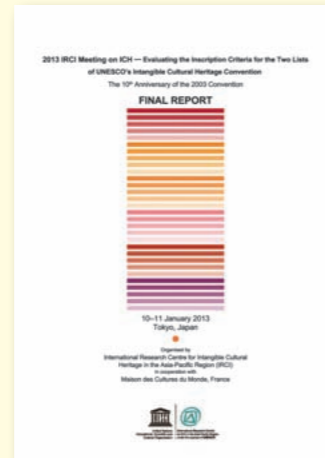 2013 IRCI Meeting on ICH — Evaluating the Inscription Criteria for the Two Lists
of UNESCO's Intangible Cultural Heritage Convention
The 10th Anniversary of the 2003 Convention
FINAL REPORT
10–11 January 2013
Tokyo, Japan
Organised by
International Research Centre for Intangible Cultural
Heritage in the Asia-Pacific Region (IRCI)
in cooperation with
Maison des Cultures du Monde, France